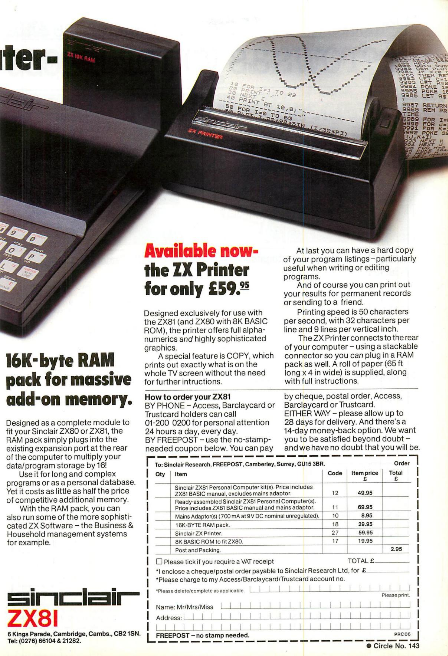 ter-
ZX 16K RAM
ZX PRINTER
Available now-
the ZX Printer
for only £59.95
Designed exclusively for use with
the ZX81 (and ZX80 with 8K BASIC
ROM), the printer offers full alpha-
numerics and highly sophisticated
graphics.
A special feature is COPY, which
prints out exactly what is on the
whole TV screen without the need
for further intructions.
At last you can have a hard copy
of your program listings – particularly
useful when writing or editing
programs.
And of course you can print out
your results for permanent records
or sending to a friend.
Printing speed is 50 characters
per second, with 32 characters per
line and 9 lines per vertical inch.
The ZX Printer connects to the rear
of your computer – using a stackable
connector so you can plug in a RAM
pack as well. A roll of paper (65 ft
long x 4 in wide) is supplied, along
with full instructions.
16K-byte RAM
pack for massive
add-on memory.
Designed as a complete module to
fit your Sinclair ZX80 or ZX81, the
RAM pack simply plugs into the
existing expansion port at the rear
of the computer to multiply your
data/program storage by 16!
Use it for long and complex
programs or as a personal database.
Yet it costs as little as half the price
of competitive additional memory.
With the RAM pack, you can
also run some of the more sophisti-
cated ZX Software – the Business &
Household management systems
for example.
How to order your ZX81
BY PHONE – Access, Barclaycard or
Trustcard holders can call
01-200 0200 for personal attention
24 hours a day, every day.
BY FREEPOST – use the no-stamp-
needed coupon below. You can pay
by cheque, postal order, Access,
Barclaycard or Trustcard.
EITHER WAY – please allow up to
28 days for delivery. And there's a
14-day money-back option. We want
you to be satisfied beyond doubt –
and we have no doubt that you will be.
To: Sinclair Research, FREEPOST, Camberley, Surrey, GU15 3BR. Order
Qty Item Code Item price £ Total £
Sinclair ZX81 Personal Computer kit(s). Price includes
ZX81 BASIC manual, excludes mains adaptor. 12 49.95
Ready-assembled Sinclair ZX81 Personal Computer(s).
Price includes ZX81 BASIC manual and mains adaptor. 11 69.95
Mains Adaptor(s) (700 mA at 9V DC nominal unregulated). 10 8.95
16K-BYTE RAM pack. 18 29.95
Sinclair ZX Printer. 27 59.95
8K BASIC ROM to fit ZX80. 17 19.95
Post and Packing. 2.95
Please tick if you require a VAT receipt TOTAL £
*I enclose a cheque/postal order payable to Sinclair Research Ltd, for £
*Please charge to my Access/Barclaycard/Trustcard account no.
*Please delete/complete as applicable
Please print.
Name: Mr/Mrs/Miss
Address:
FREEPOST – no stamp needed. PRC06
sinclair
ZX81
6 Kings Parade, Cambridge, Cambs., CB2 1SN.
Tel: (0276) 66104 & 21282.
Circle No. 143